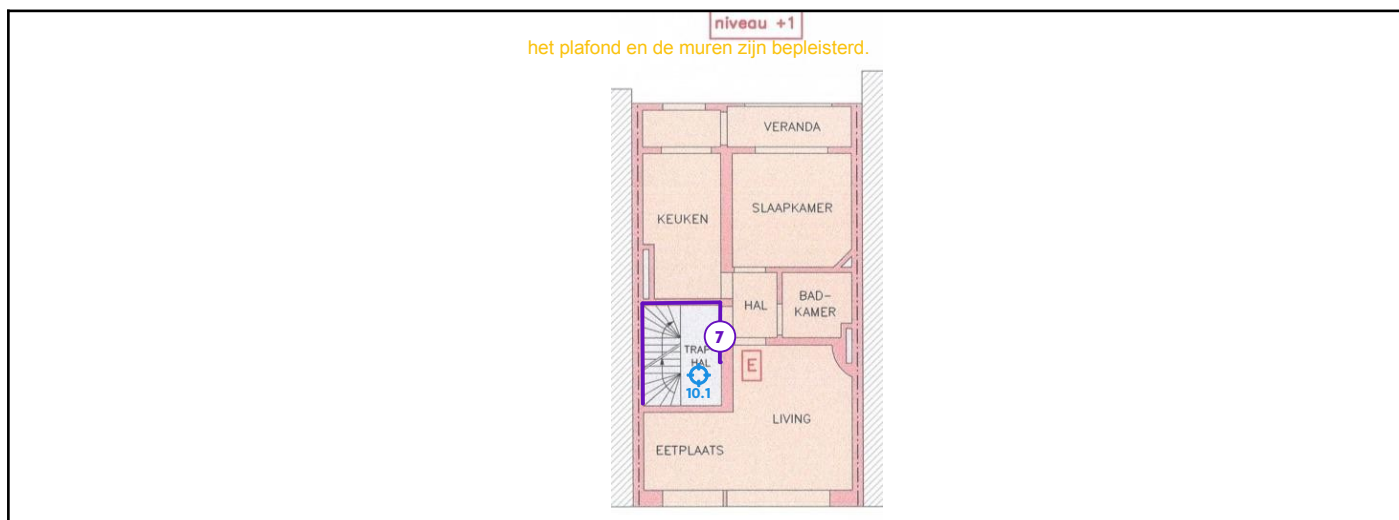 niveau +1
het plafond en de muren zijn bepleisterd.
VERANDA
KEUKEN
SLAAPKAMER
HAL
BAD-
KAMER
7
TRAP
HAL
E
10.1
LIVING
EETPLAATS